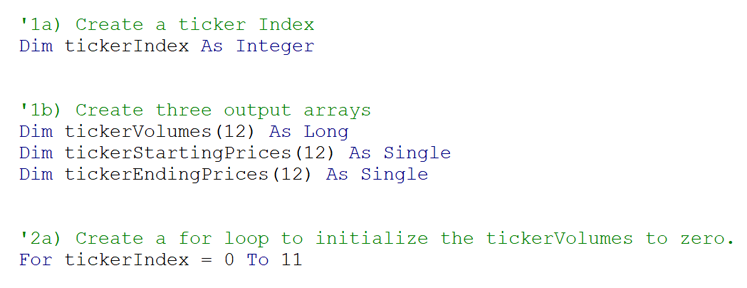 '1a) Create a ticker Index
Dim tickerIndex As Integer
'1b) Create three output arrays
Dim tickerVolumes(12) As Long
Dim tickerStartingPrices(12) As Single
Dim tickerEndingPrices(12) As Single
'2a) Create a for loop to initialize the tickerVolumes to zero.
For tickerIndex = 0 To 11